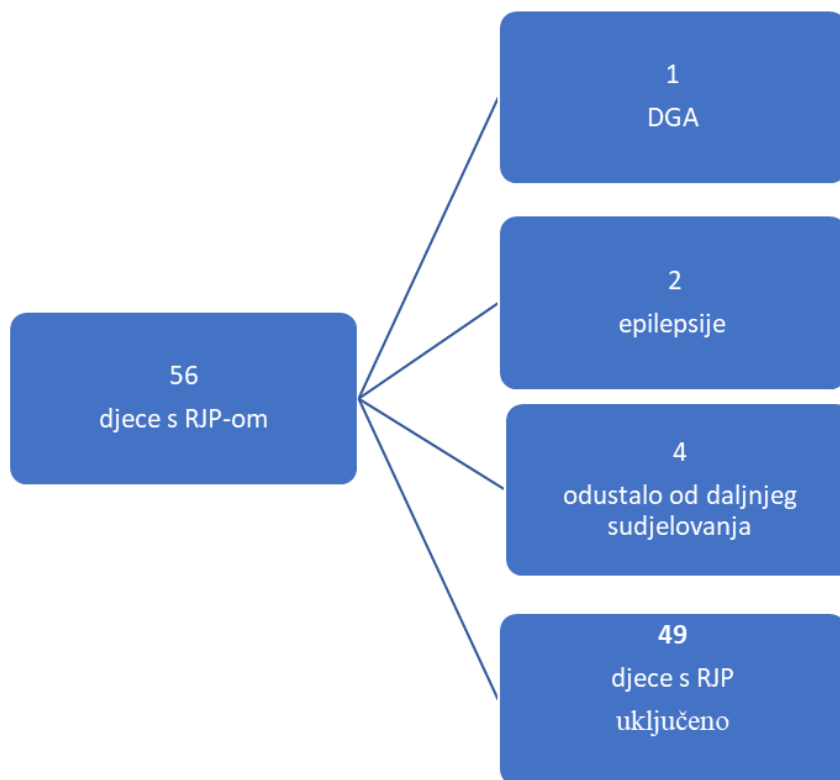 56
djece s RJP-om
1
DGA
2
epilepsije
4
odustalo od daljnjeg
sudjelovanja
49
djece s RJP
uključeno